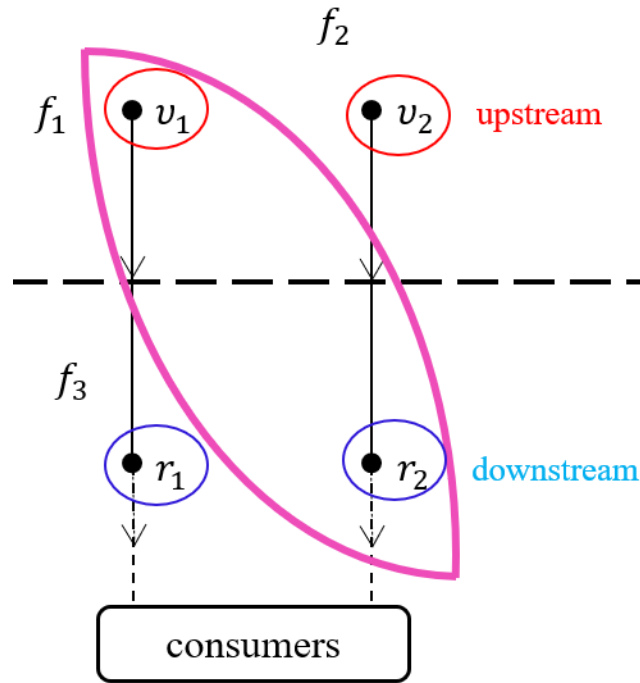 f₂
f₁
υ₁
υ₂
upstream
f₃
r₁
r₂
downstream
consumers